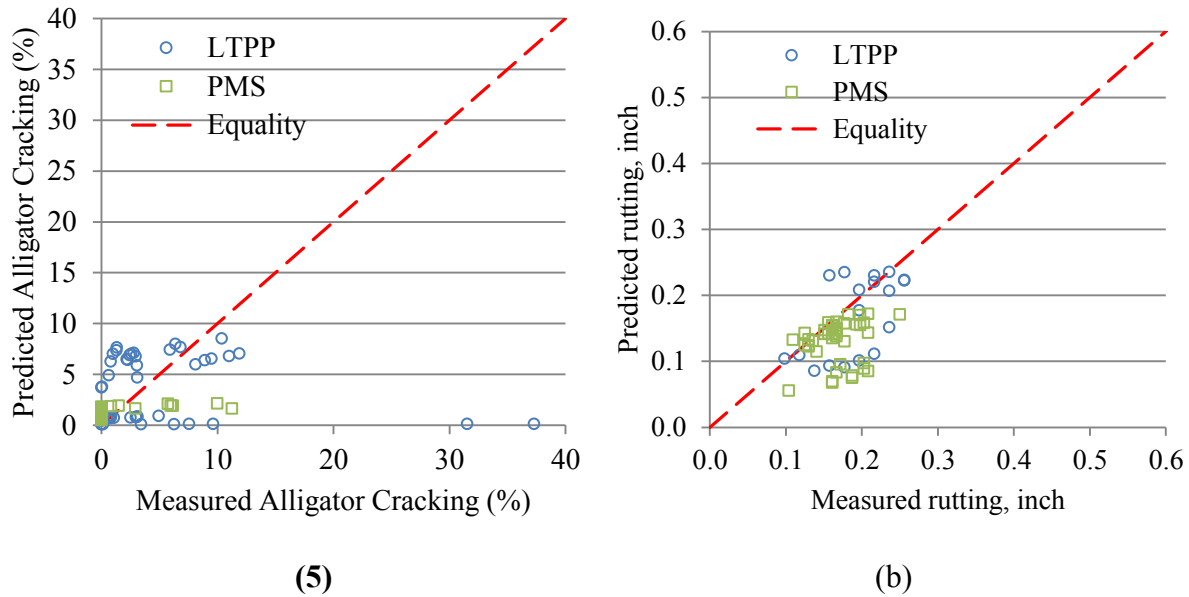 Predicted Alligator Cracking (%)
40
35
30
25
20
15
10
5
0
LTPP
PMS
Equality
0 10 20 30 40
Measured Alligator Cracking (%)
(5)
Predicted rutting, inch
0.6
0.5
0.4
0.3
0.2
0.1
0.0
LTPP
PMS
Equality
0.0 0.1 0.2 0.3 0.4 0.5 0.6
Measured rutting, inch
(b)